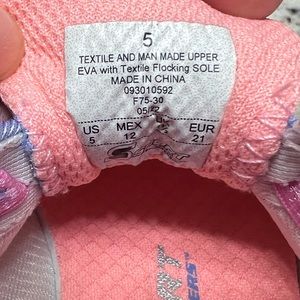 5
TEXTILE AND MAN MADE UPPER
EVA with Textile Flocking SOLE
MADE IN CHINA
093010592
F75-30
US MEX EUR
5 12 21